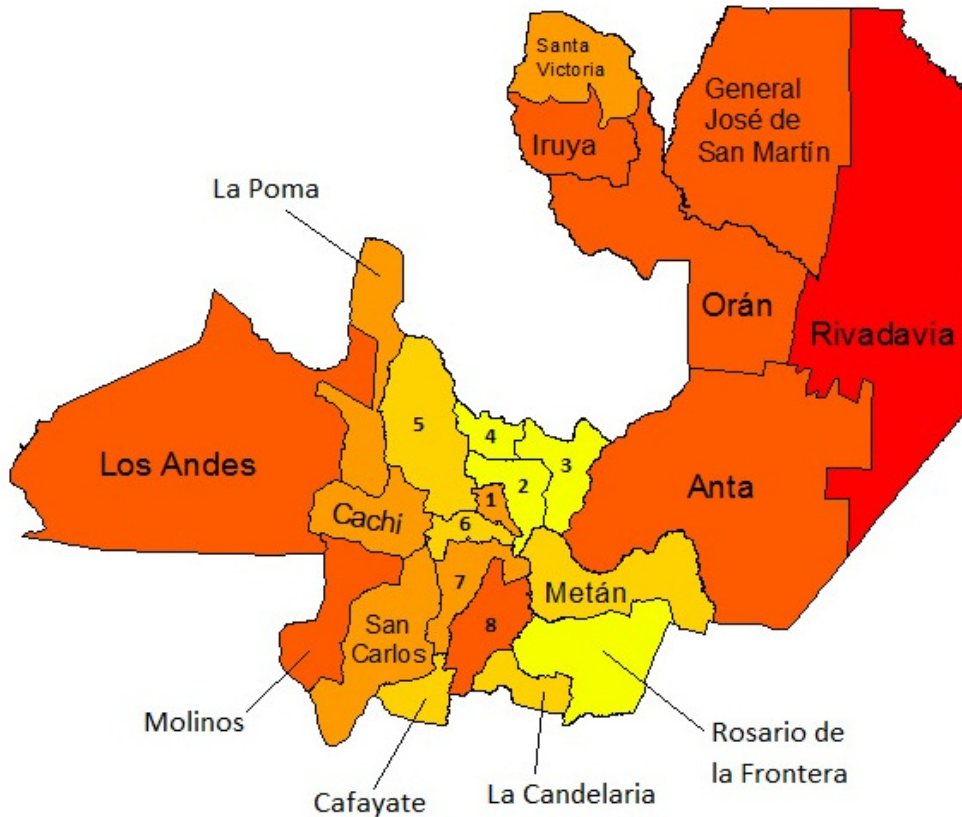 Santa
Victoria
General
José de
San Martín
Iruya
La Poma
Orán
Rivadavia
5
4
3
Los Andes
2
Anta
1
Cachi
6
7
Metán
San
Carlos
8
Molinos
Rosario de
la Frontera
Cafayate
La Candelaria